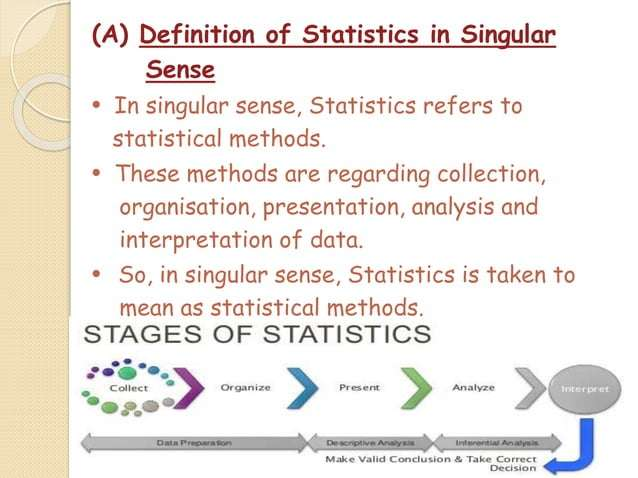 (A) Definition of Statistics in Singular
Sense
• In singular sense, Statistics refers to
statistical methods.
• These methods are regarding collection,
organisation, presentation, analysis and
interpretation of data.
• So, in singular sense, Statistics is taken to
mean as statistical methods.
STAGES OF STATISTICS
Collect Organize Present Analyze Interpret
Data Preparation Descriptive Analysis Inferential Analysis
Make Valid Conclusion & Take Correct
Decision